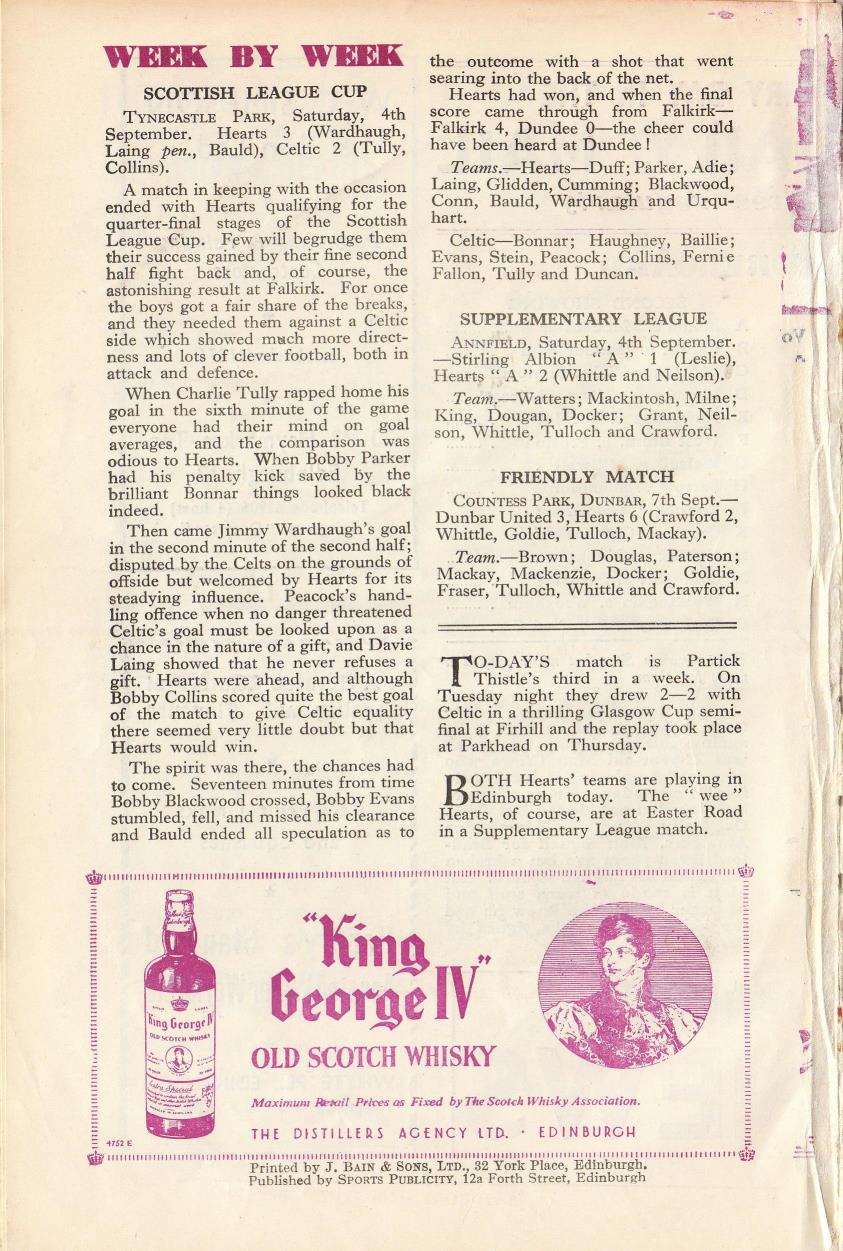 WEEK BY WEEK
SCOTTISH LEAGUE CUP
TYNECASTLE PARK, Saturday, 4th
September. Hearts 3 (Wardhaugh,
Laing pen., Bauld), Celtic 2 (Tully,
Collins).
A match in keeping with the occasion
ended with Hearts qualifying for the
quarter-final stages of the Scottish
League Cup. Few will begrudge them
their success gained by their fine second
half fight back and, of course, the
astonishing result at Falkirk. For once
the boys got a fair share of the breaks,
and they needed them against a Celtic
side which showed much more direct-
ness and lots of clever football, both in
attack and defence.
When Charlie Tully rapped home his
goal in the sixth minute of the game
everyone had their mind on goal
averages, and the comparison was
odious to Hearts. When Bobby Parker
had his penalty kick saved by the
brilliant Bonnar things looked black
indeed.
Then came Jimmy Wardhaugh's goal
in the second minute of the second half;
disputed by the Celts on the grounds of
offside but welcomed by Hearts for its
steadying influence. Peacock's hand-
ling offence when no danger threatened
Celtic's goal must be looked upon as a
chance in the nature of a gift, and Davie
Laing showed that he never refuses a
gift. Hearts were ahead, and although
Bobby Collins scored quite the best goal
of the match to give Celtic equality
there seemed very little doubt but that
Hearts would win.
The spirit was there, the chances had
to come. Seventeen minutes from time
Bobby Blackwood crossed, Bobby Evans
stumbled, fell, and missed his clearance
and Bauld ended all speculation as to
the outcome with a shot that went
searing into the back of the net.
Hearts had won, and when the final
score came through from Falkirk—
Falkirk 4, Dundee 0—the cheer could
have been heard at Dundee !
Teams.—Hearts—Duff; Parker, Adie;
Laing, Glidden, Cumming; Blackwood,
Conn, Bauld, Wardhaugh and Urqu-
hart.
Celtic—Bonnar; Haughney, Baillie;
Evans, Stein, Peacock; Collins, Fernie
Fallon, Tully and Duncan.
SUPPLEMENTARY LEAGUE
ANNFIELD, Saturday, 4th September.
—Stirling Albion " A " 1 (Leslie),
Hearts " A " 2 (Whittle and Neilson).
Team.—Watters; Mackintosh, Milne;
King, Dougan, Docker; Grant, Neil-
son, Whittle, Tulloch and Crawford.
FRIENDLY MATCH
COUNTESS PARK, DUNBAR, 7th Sept.—
Dunbar United 3, Hearts 6 (Crawford 2,
Whittle, Goldie, Tulloch, Mackay).
Team.—Brown; Douglas, Paterson;
Mackay, Mackenzie, Docker; Goldie,
Fraser, Tulloch, Whittle and Crawford.
TO-DAY'S match is Partick
Thistle's third in a week. On
Tuesday night they drew 2—2 with
Celtic in a thrilling Glasgow Cup semi-
final at Firhill and the replay took place
at Parkhead on Thursday.
BOTH Hearts' teams are playing in
Edinburgh today. The " wee "
Hearts, of course, are at Easter Road
in a Supplementary League match.
King George IV
OLD SCOTCH WHISKY
Extra Special
"King
George IV"
OLD SCOTCH WHISKY
Maximum Retail Prices as Fixed by The Scotch Whisky Association.
THE DISTILLERS AGENCY LTD. · EDINBURGH
4752 E
Printed by J. BAIN & SONS, LTD., 32 York Place, Edinburgh.
Published by SPORTS PUBLICITY, 12a Forth Street, Edinburgh